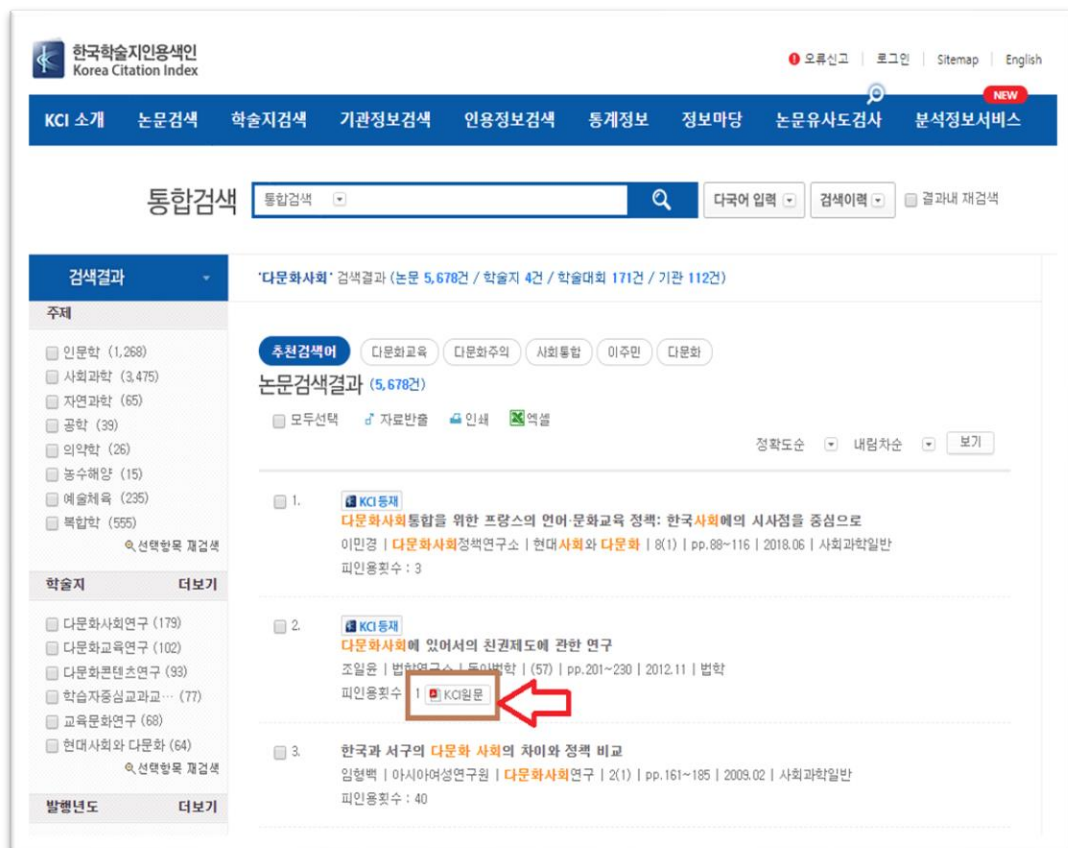 한국학술지인용색인
Korea Citation Index
오류신고 | 로그인 | Sitemap | English
NEW
KCI 소개 논문검색 학술지검색 기관정보검색 인용정보검색 통계정보 정보마당 논문유사도검사 분석정보서비스
통합검색 통합검색 다국어 입력 검색이력 결과내 재검색
검색결과
주제
인문학 (1,268)
사회과학 (3,475)
자연과학 (65)
공학 (39)
의약학 (26)
농수해양 (15)
예술체육 (235)
복합학 (555)
선택항목 재검색
학술지 더보기
다문화사회연구 (179)
다문화교육연구 (102)
다문화콘텐츠연구 (93)
학습자중심교과교··· (77)
교육문화연구 (68)
현대사회와 다문화 (64)
선택항목 재검색
발행년도 더보기
'다문화사회' 검색결과 (논문 5,678건 / 학술지 4건 / 학술대회 171건 / 기관 112건)
추천검색어 다문화교육 다문화주의 사회통합 이주민 다문화
논문검색결과 (5,678건)
모두선택 자료반출 인쇄 엑셀
정확도순 내림차순 보기
1. KCI 등재
다문화사회통합을 위한 프랑스의 언어·문화교육 정책: 한국사회에의 시사점을 중심으로
이민경 | 다문화사회정책연구소 | 현대사회와 다문화 | 8(1) | pp.88~116 | 2018.06 | 사회과학일반
피인용횟수 : 3
2. KCI 등재
다문화사회에 있어서의 친권제도에 관한 연구
조일윤 | 법학연구소 | 동아법학 | (57) | pp.201~230 | 2012.11 | 법학
피인용횟수 1 KCI원문
3. 한국과 서구의 다문화 사회의 차이와 정책 비교
임형백 | 아시아여성연구원 | 다문화사회연구 | 2(1) | pp.161~185 | 2009.02 | 사회과학일반
피인용횟수 : 40